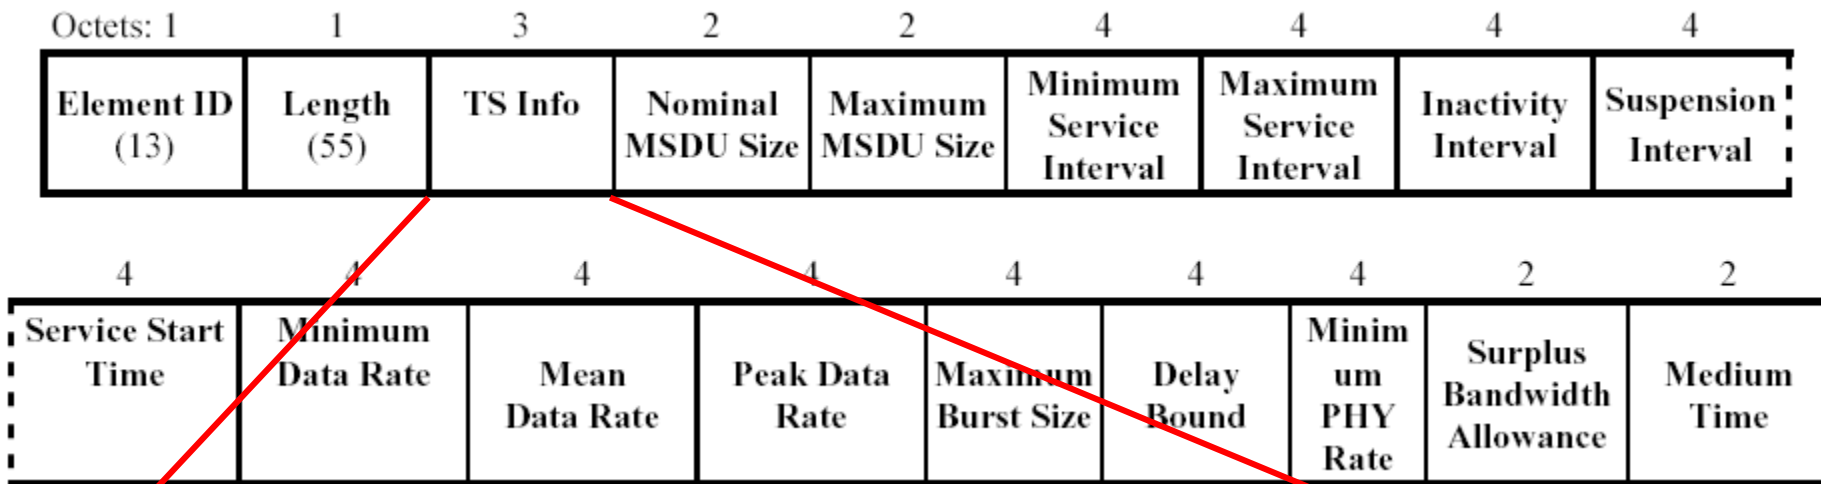 Octets: 1 1 3 2 2 4 4 4 4
Element ID (13)
Length (55)
TS Info
Nominal MSDU Size
Maximum MSDU Size
Minimum Service Interval
Maximum Service Interval
Inactivity Interval
Suspension Interval
4 4 4 4 4 4 4 2 2
Service Start Time
Minimum Data Rate
Mean Data Rate
Peak Data Rate
Maximum Burst Size
Delay Bound
Minim um PHY Rate
Surplus Bandwidth Allowance
Medium Time